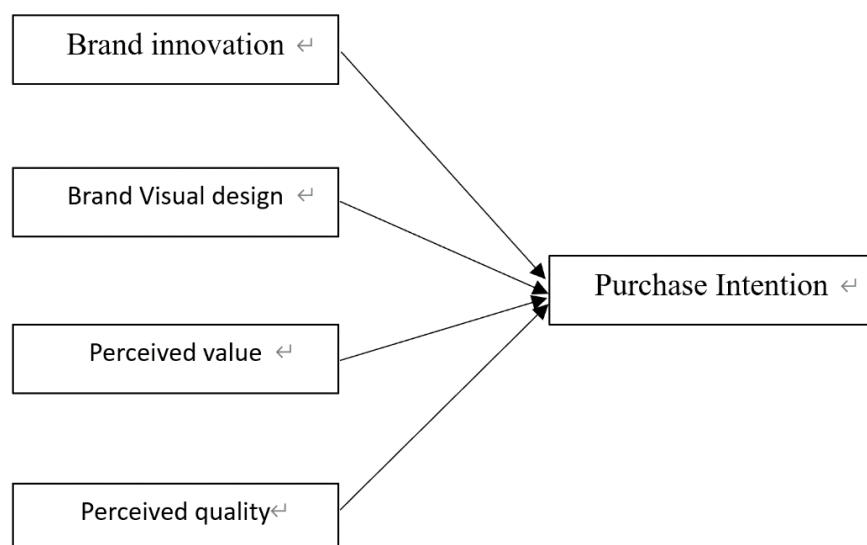 Brand innovation ↵
Brand Visual design ↵
Perceived value ↵
Perceived quality↵
Purchase Intention ↵